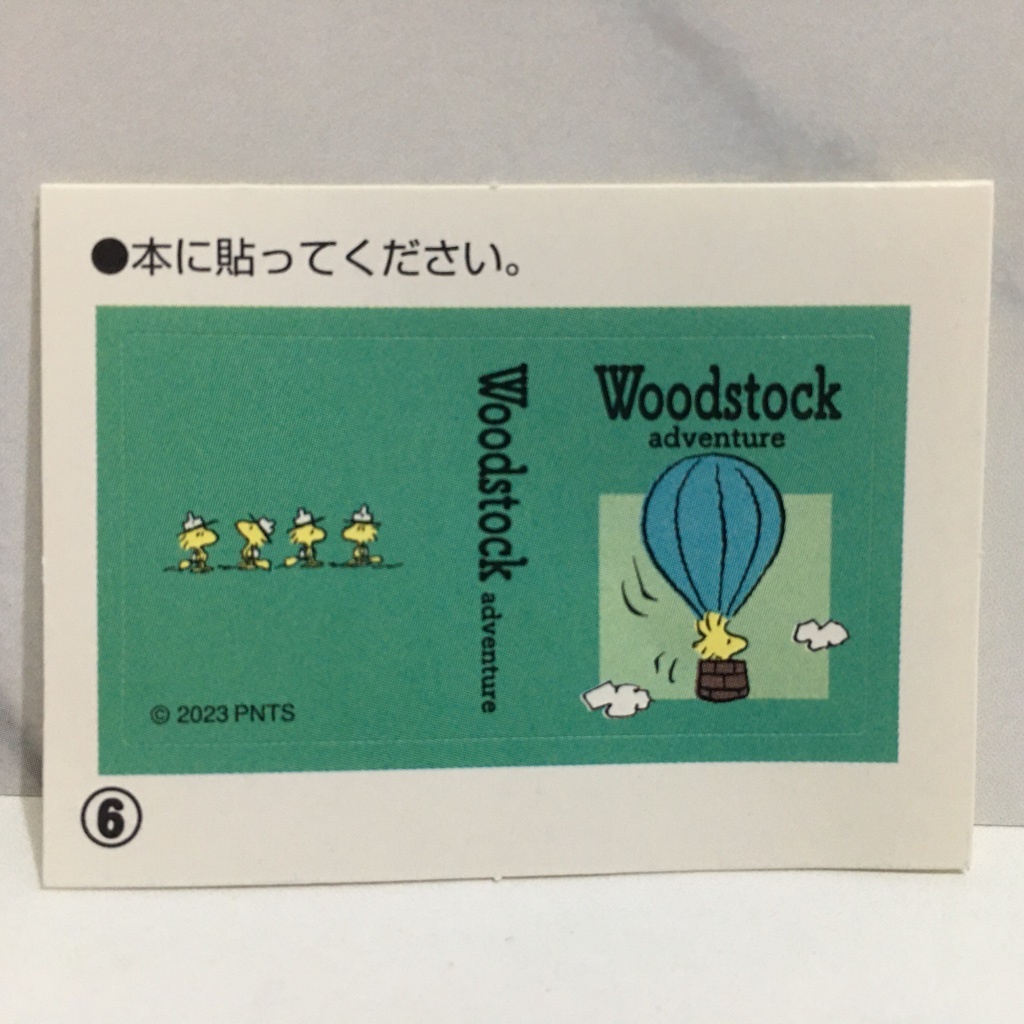 ●本に貼ってください。
Woodstock adventure
Woodstock
adventure
© 2023 PNTS
⑥